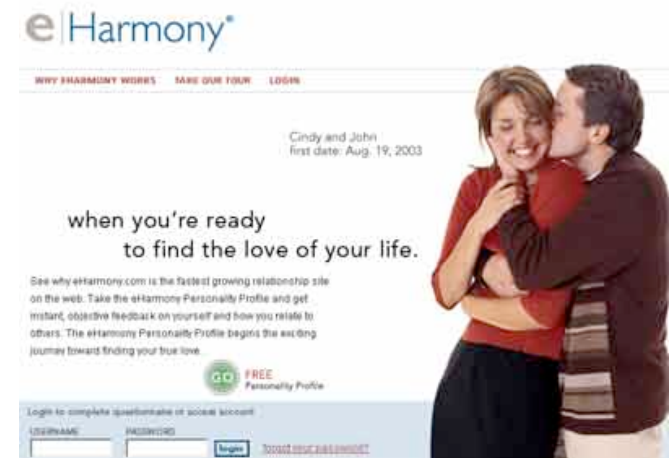 e|Harmony®
WHY EHARMONY WORKS TAKE OUR TOUR LOGIN
Cindy and John
first date: Aug. 19, 2003
when you're ready
to find the love of your life.
See why eHarmony.com is the fastest growing relationship site
on the web. Take the eHarmony Personality Profile and get
instant, objective feedback on yourself and how you relate to
others. The eHarmony Personality Profile begins the exciting
journey toward finding your true love.
GO FREE
Personality Profile
Login to complete questionnaire or access account
USERNAME PASSWORD
login forgot your password?